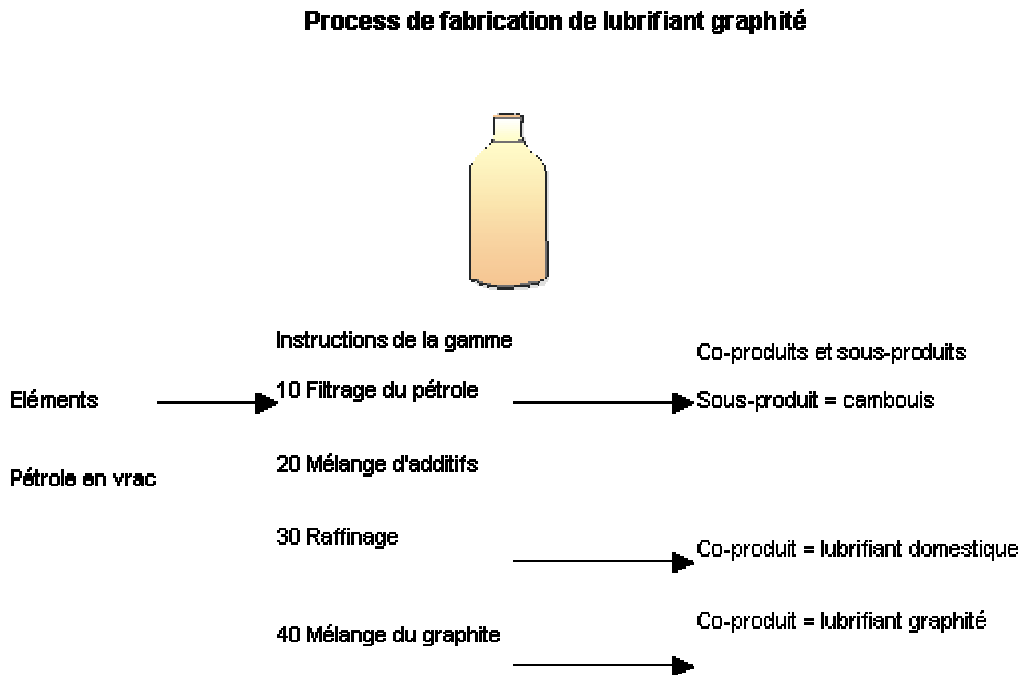 Process de fabrication de lubrifiant graphité
Instructions de la gamme
Co-produits et sous-produits
10 Filtrage du pétrole
Eléments
Sous-produit = cambouis
20 Mélange d'additifs
Pétrole en vrac
30 Raffinage
Co-produit = lubrifiant domestique
Co-produit = lubrifiant graphité
40 Mélange du graphite